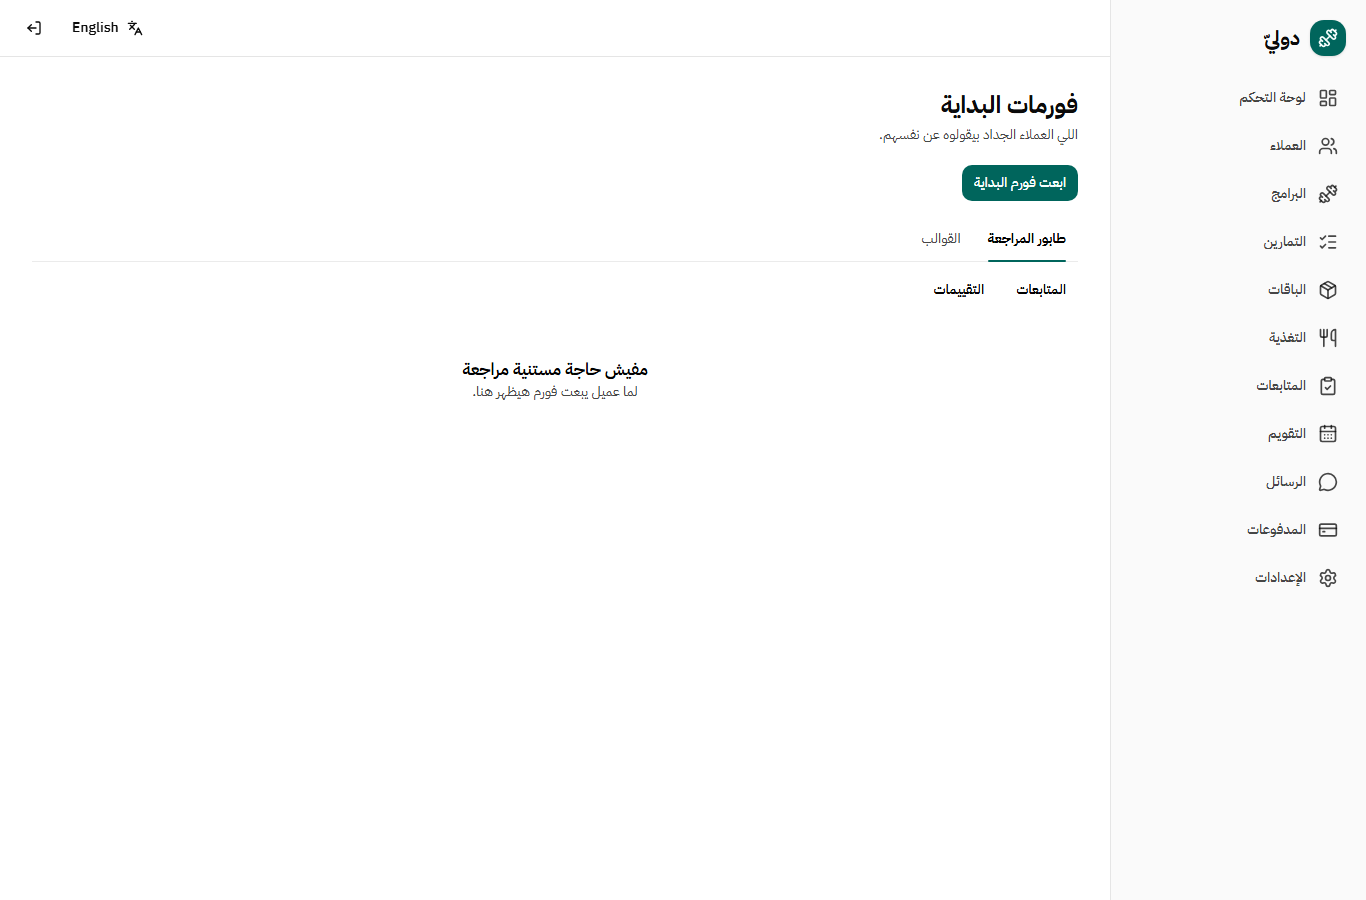 دوليّ
لوحة التحكم
العملاء
البرامج
التمارين
الباقات
التغذية
المتابعات
التقويم
الرسائل
المدفوعات
الإعدادات
English
فورمات البداية
اللي العملاء الجداد بيقولوه عن نفسهم.
ابعت فورم البداية
طابور المراجعة القوالب
المتابعات التقييمات
مفيش حاجة مستنية مراجعة
لما عميل يبعت فورم هيظهر هنا.